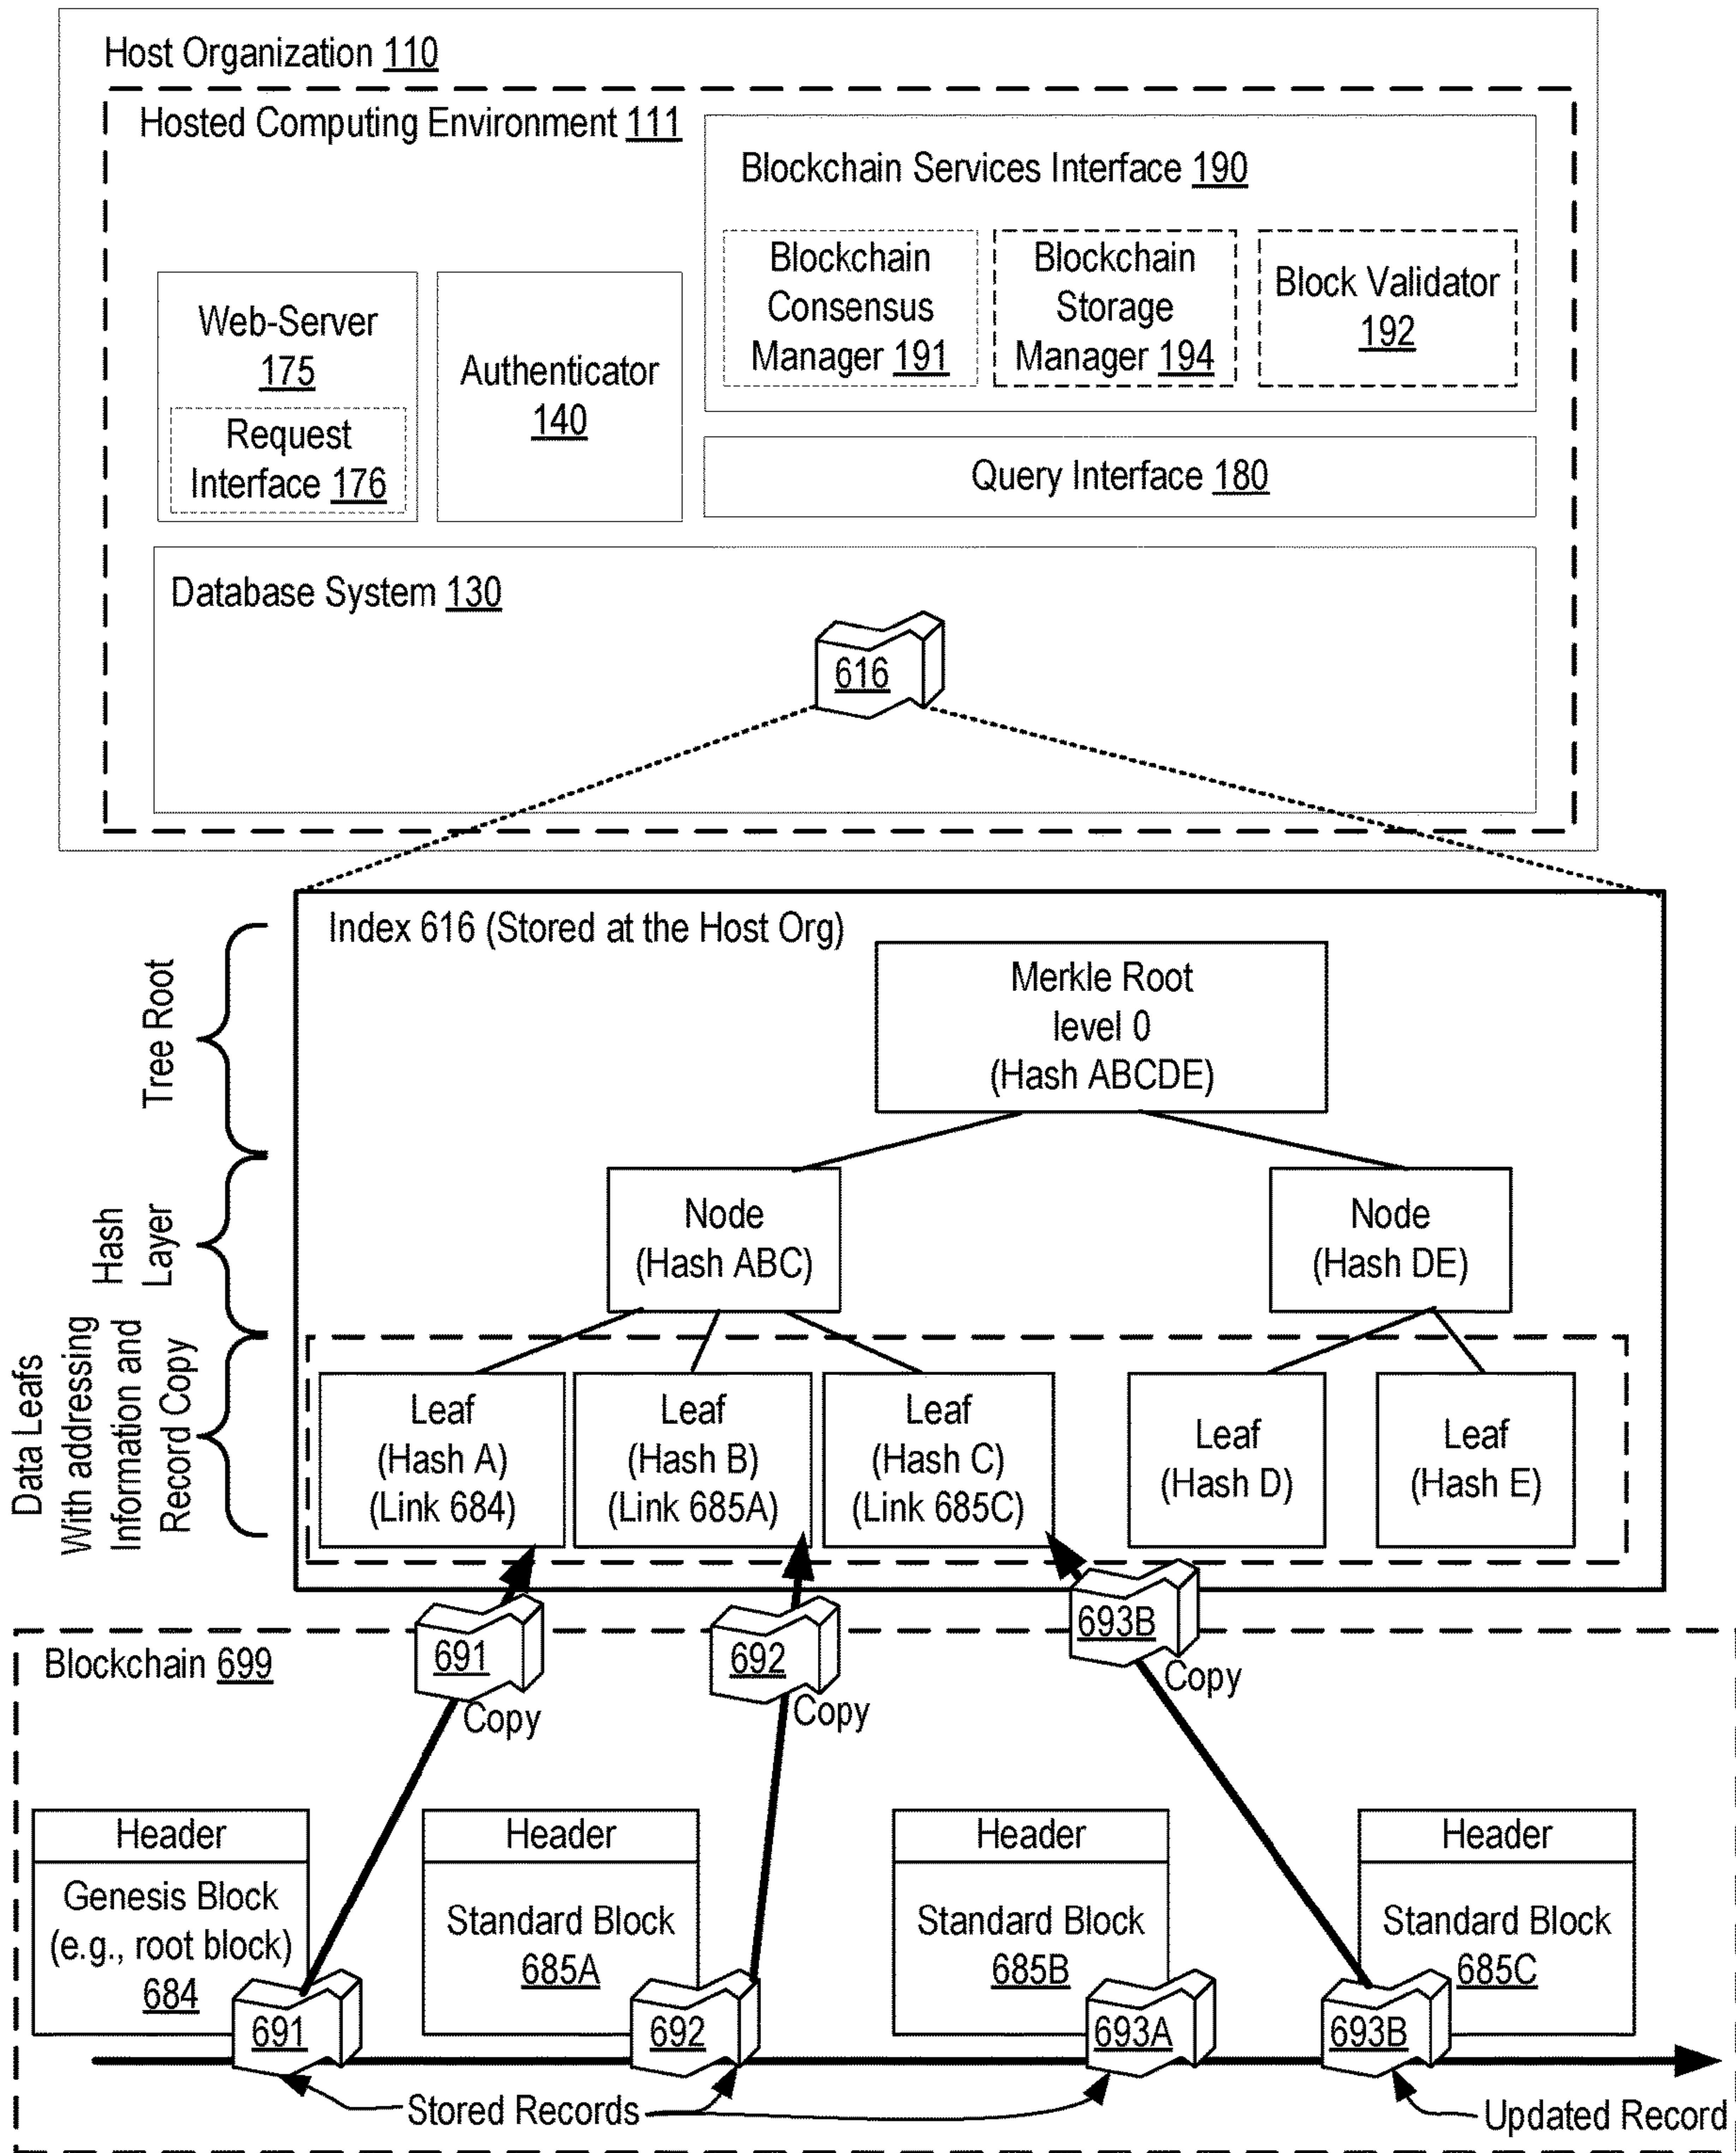 Host Organization 110
Hosted Computing Environment 111
Blockchain Services Interface 190
Blockchain
Consensus
Manager 191
Blockchain
Storage
Manager 194
Block Validator
192
Web-Server
175
Request
Interface 176
Authenticator
140
Query Interface 180
Database System 130
616
Index 616 (Stored at the Host Org)
Tree Root
Merkle Root
level 0
(Hash ABCDE)
Hash
Layer
Node
(Hash ABC)
Node
(Hash DE)
Data Leafs
With addressing
Information and
Record Copy
Leaf
(Hash A)
(Link 684)
Leaf
(Hash B)
(Link 685A)
Leaf
(Hash C)
(Link 685C)
Leaf
(Hash D)
Leaf
(Hash E)
Blockchain 699
691
Copy
692
Copy
693B
Copy
Header
Genesis Block
(e.g., root block)
684
691
Header
Standard Block
685A
692
Header
Standard Block
685B
693A
Header
Standard Block
685C
693B
Stored Records
Updated Record